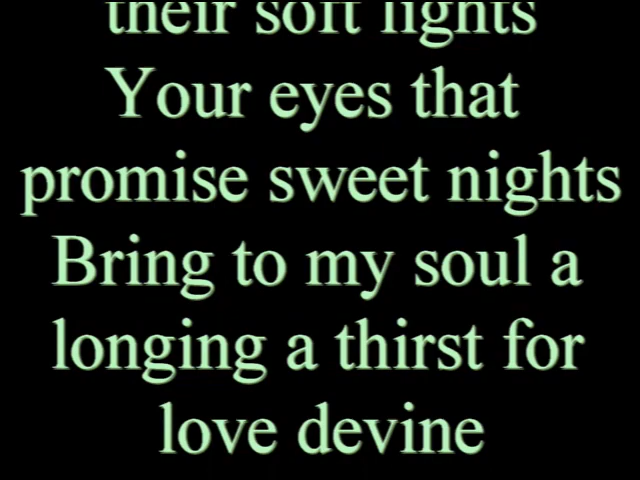 their soft lights
Your eyes that
promise sweet nights
Bring to my soul a
longing a thirst for
love devine